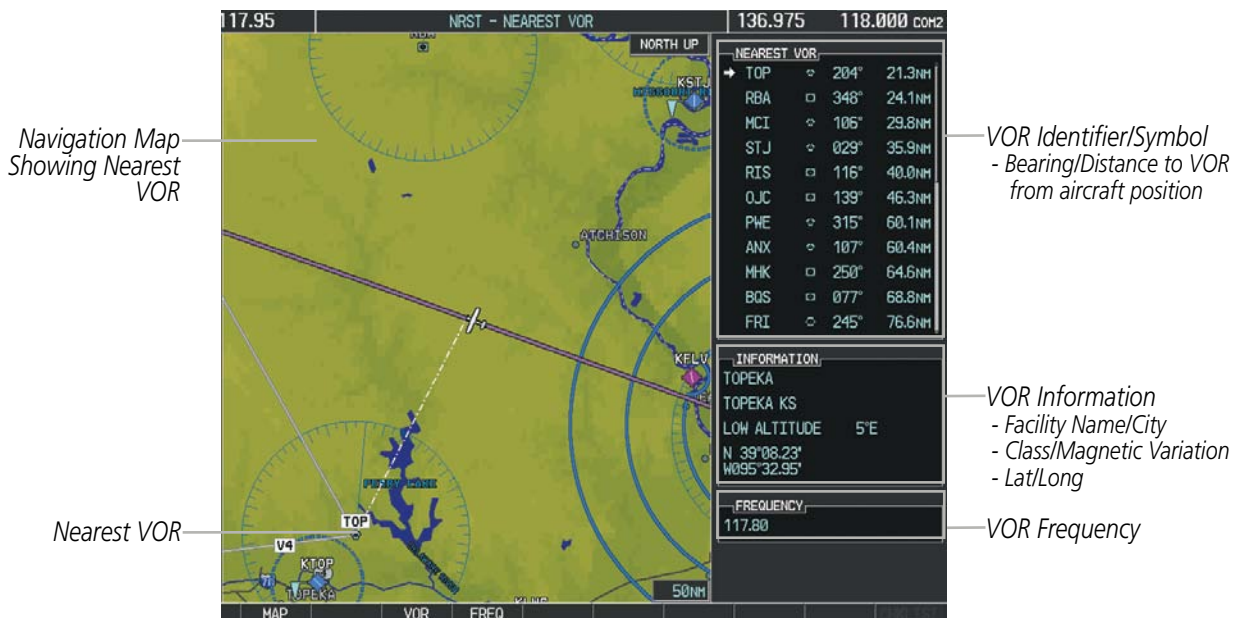 117.95
NRST - NEAREST VOR
136.975 118.000 COM2
NORTH UP
KSTJ
ATCHISON
KFLV
PERRY LAKE
TOP
V4
KTOP
TOPEKA
50NM
MAP VOR FREQ
NEAREST VOR
TOP 204° 21.3NM
RBA 348° 24.1NM
MCI 106° 29.8NM
STJ 029° 35.9NM
RIS 116° 40.0NM
OJC 139° 46.3NM
PWE 315° 60.1NM
ANX 107° 60.4NM
MHK 250° 64.6NM
BQS 077° 68.8NM
FRI 245° 76.6NM
INFORMATION
TOPEKA
TOPEKA KS
LOW ALTITUDE 5°E
N 39°08.23'
W095°32.95'
FREQUENCY
117.80
Navigation Map
Showing Nearest
VOR
Nearest VOR
VOR Identifier/Symbol
- Bearing/Distance to VOR
from aircraft position
VOR Information
- Facility Name/City
- Class/Magnetic Variation
- Lat/Long
VOR Frequency